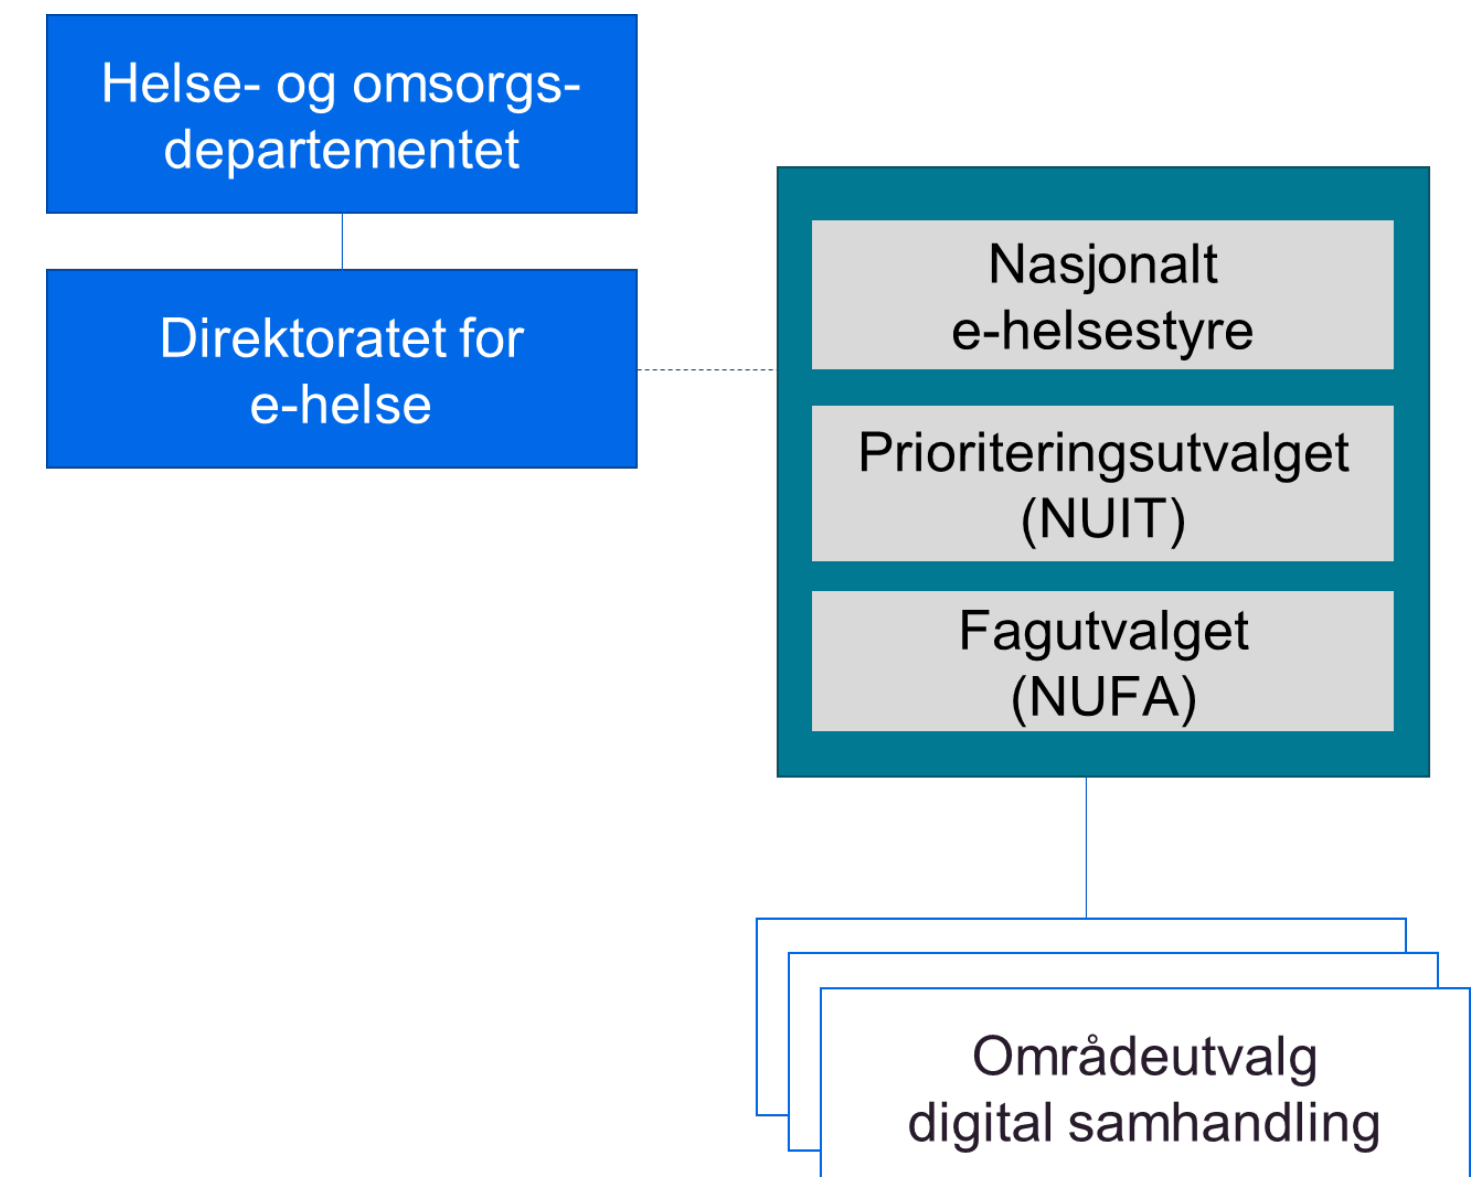 Helse- og omsorgs-
departementet
Direktoratet for
e-helse
Nasjonalt
e-helsestyre
Prioriteringsutvalget
(NUIT)
Fagutvalget
(NUFA)
Områdeutvalg
digital samhandling